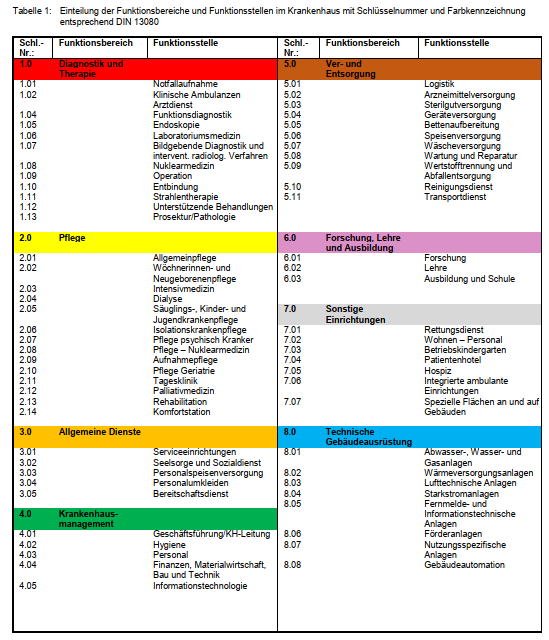 Tabelle 1: Einteilung der Funktionsbereiche und Funktionsstellen im Krankenhaus mit Schlüsselnummer und Farbkennzeichnung
entsprechend DIN 13080
Schl.-
Nr.: Funktionsbereich Funktionsstelle
1.0 Diagnostik und
Therapie
1.01 Notfallaufnahme
1.02 Klinische Ambulanzen
Arztdienst
1.04 Funktionsdiagnostik
1.05 Endoskopie
1.06 Laboratoriumsmedizin
1.07 Bildgebende Diagnostik und
intervent. radiolog. Verfahren
1.08 Nuklearmedizin
1.09 Operation
1.10 Entbindung
1.11 Strahlentherapie
1.12 Unterstützende Behandlungen
1.13 Prosektur/Pathologie
2.0 Pflege
2.01 Allgemeinpflege
2.02 Wöchnerinnen- und
Neugeborenenpflege
2.03 Intensivmedizin
2.04 Dialyse
2.05 Säuglings-, Kinder- und
Jugendkrankenpflege
2.06 Isolationskrankenpflege
2.07 Pflege psychisch Kranker
2.08 Pflege – Nuklearmedizin
2.09 Aufnahmepflege
2.10 Pflege Geriatrie
2.11 Tagesklinik
2.12 Palliativmedizin
2.13 Rehabilitation
2.14 Komfortstation
3.0 Allgemeine Dienste
3.01 Serviceeinrichtungen
3.02 Seelsorge und Sozialdienst
3.03 Personalspeisenversorgung
3.04 Personalumkleiden
3.05 Bereitschaftsdienst
4.0 Krankenhaus-
management
4.01 Geschäftsführung/KH-Leitung
4.02 Hygiene
4.03 Personal
4.04 Finanzen, Materialwirtschaft,
Bau und Technik
4.05 Informationstechnologie
Schl.-
Nr.: Funktionsbereich Funktionsstelle
5.0 Ver- und
Entsorgung
5.01 Logistik
5.02 Arzneimittelversorgung
5.03 Sterilgutversorgung
5.04 Geräteversorgung
5.05 Bettenaufbereitung
5.06 Speisenversorgung
5.07 Wäscheversorgung
5.08 Wartung und Reparatur
5.09 Wertstofftrennung und
Abfallentsorgung
5.10 Reinigungsdienst
5.11 Transportdienst
6.0 Forschung, Lehre
und Ausbildung
6.01 Forschung
6.02 Lehre
6.03 Ausbildung und Schule
7.0 Sonstige
Einrichtungen
7.01 Rettungsdienst
7.02 Wohnen – Personal
7.03 Betriebskindergarten
7.04 Patientenhotel
7.05 Hospiz
7.06 Integrierte ambulante
Einrichtungen
7.07 Spezielle Flächen an und auf
Gebäuden
8.0 Technische
Gebäudeausrüstung
8.01 Abwasser-, Wasser- und
Gasanlagen
8.02 Wärmeversorgungsanlagen
8.03 Lufttechnische Anlagen
8.04 Starkstromanlagen
8.05 Fernmelde- und
Informationstechnische
Anlagen
8.06 Förderanlagen
8.07 Nutzungsspezifische
Anlagen
8.08 Gebäudeautomation